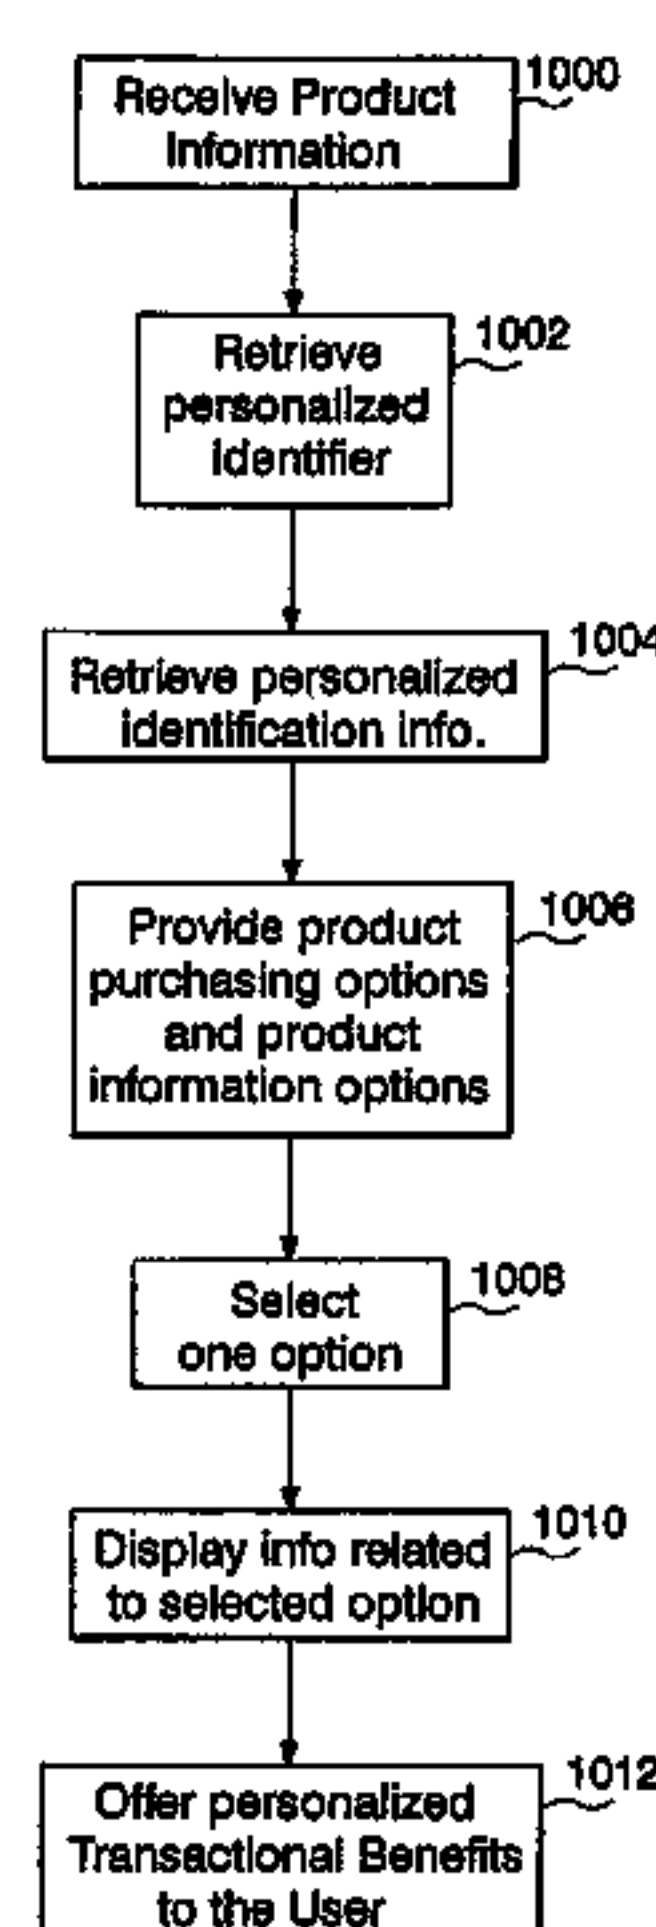 1000
Receive Product
Information
1002
Retrieve
personalized
identifier
1004
Retrieve personalized
identification info.
1006
Provide product
purchasing options
and product
information options
1008
Select
one option
1010
Display info related
to selected option
1012
Offer personalized
Transactional Benefits
to the User